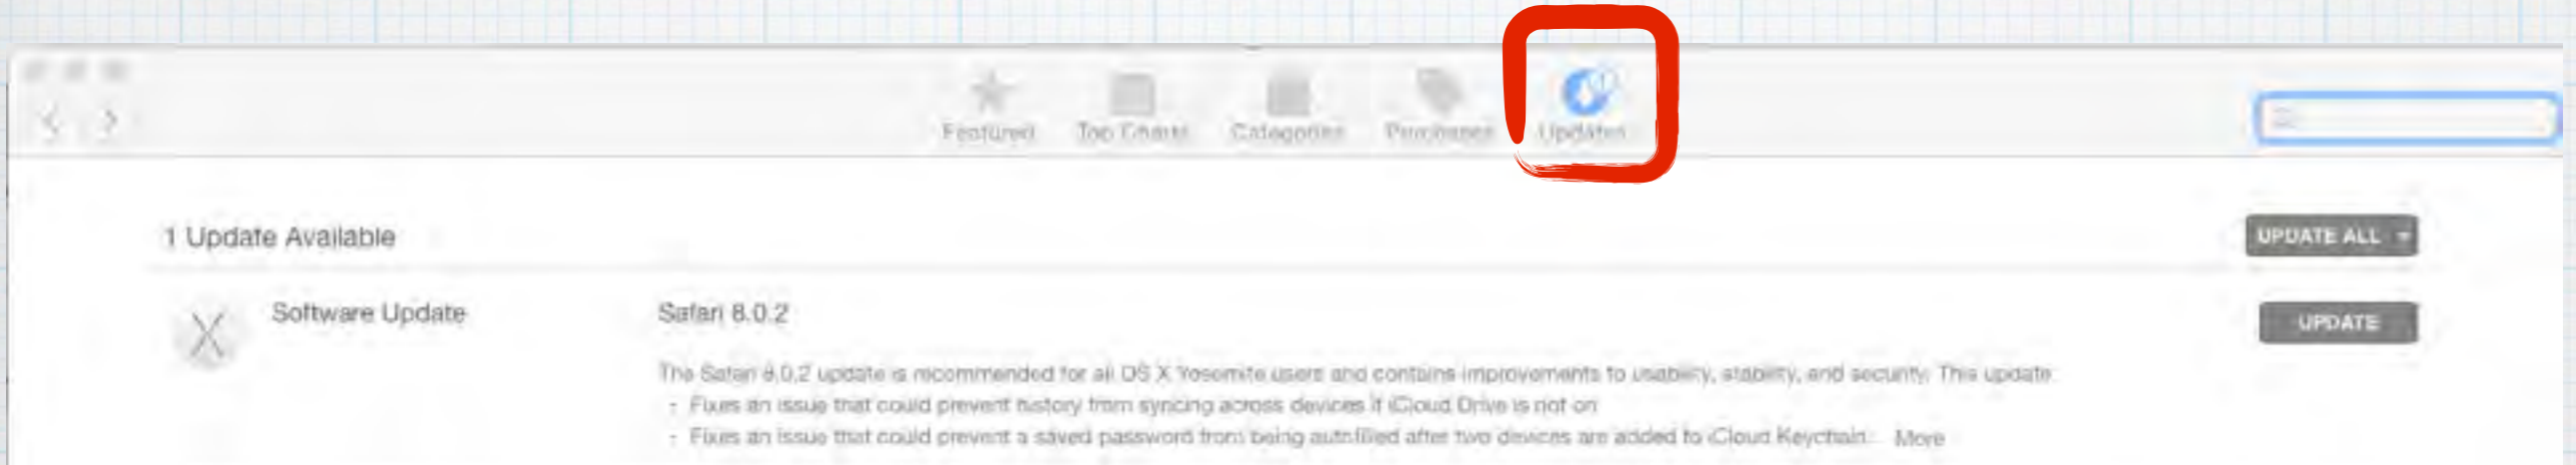 Featured Top Charts Categories Purchases Updates
1 Update Available
UPDATE ALL
Software Update
Safari 8.0.2
UPDATE
The Safari 8.0.2 update is recommended for all OS X Yosemite users and contains improvements to usability, stability, and security. This update
- Fixes an issue that could prevent history from syncing across devices if iCloud Drive is not on
- Fixes an issue that could prevent a saved password from being autofilled after two devices are added to iCloud Keychain... More